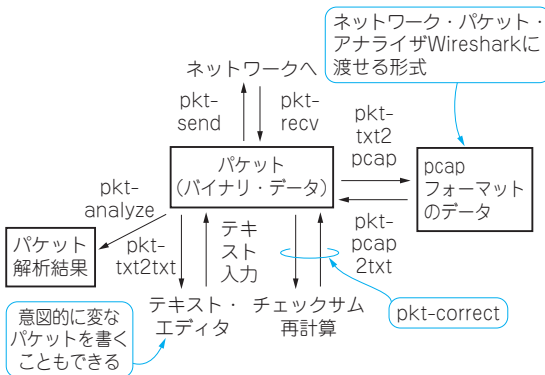 ネットワーク・パケット・
アナライザWiresharkに
渡せる形式
ネットワークへ
pkt-
send
pkt-
recv
pkt-
txt2
pcap
パケット
(バイナリ・データ)
pcap
フォーマット
のデータ
pkt-
analyze
pkt-
txt2txt
テキ
スト
入力
pkt-
pcap
2txt
パケット
解析結果
テキスト・
エディタ
チェックサム
再計算
pkt-correct
意図的に変な
パケットを書く
こともできる